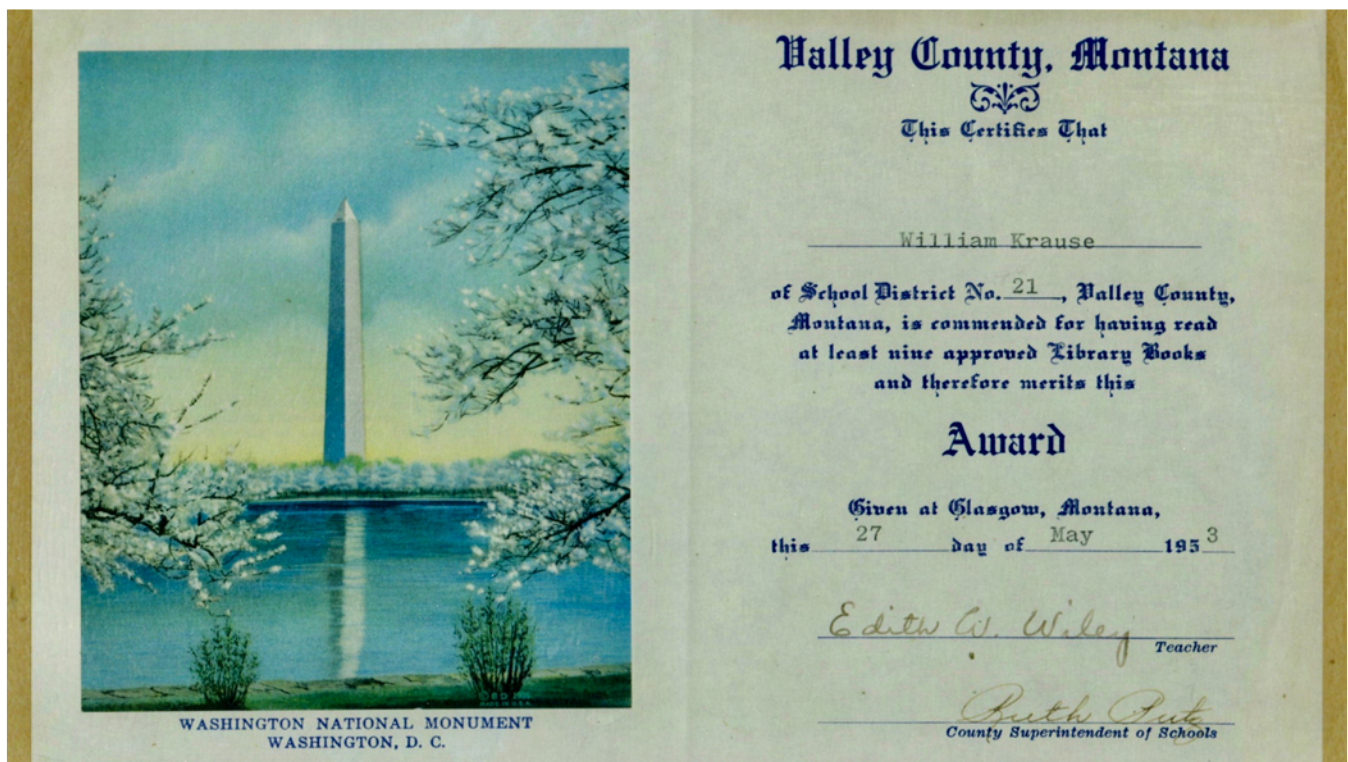 WASHINGTON NATIONAL MONUMENT
WASHINGTON, D. C.
Valley County, Montana
This Certifies That
William Krause
of School District No. 21, Valley County,
Montana, is commended for having read
at least nine approved Library Books
and therefore merits this
Award
Given at Glasgow, Montana,
this 27 day of May 1953
Edith W. Wiley
Teacher
Ruth
County Superintendent of Schools